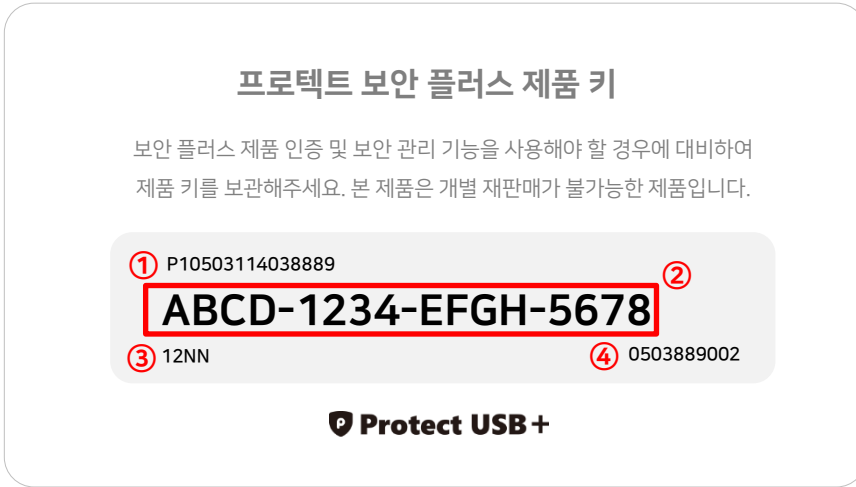 프로텍트 보안 플러스 제품 키
보안 플러스 제품 인증 및 보안 관리 기능을 사용해야 할 경우에 대비하여
제품 키를 보관해주세요. 본 제품은 개별 재판매가 불가능한 제품입니다.
① P10503114038889
②
ABCD-1234-EFGH-5678
③ 12NN
④ 0503889002
Protect USB+